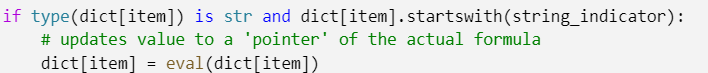 if type(dict[item]) is str and dict[item].startswith(string_indicator):
    # updates value to a 'pointer' of the actual formula
    dict[item] = eval(dict[item])